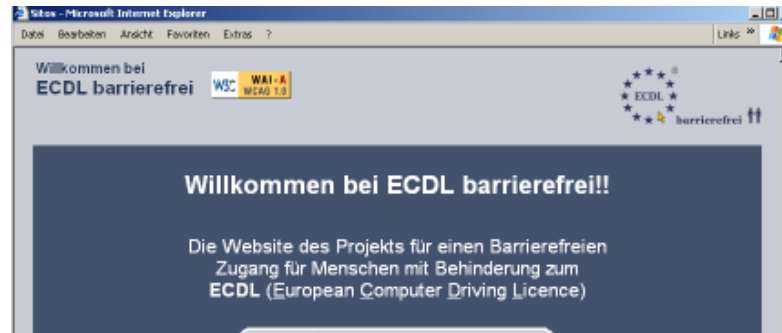 Sitos - Microsoft Internet Explorer
Datei Bearbeiten Ansicht Favoriten Extras ?
Links »
Willkommen bei
ECDL barrierefrei
W3C WAI-A
WCAG 1.0
ECDL
barrierefrei
Willkommen bei ECDL barrierefrei!!
Die Website des Projekts für einen Barrierefreien
Zugang für Menschen mit Behinderung zum
ECDL (European Computer Driving Licence)